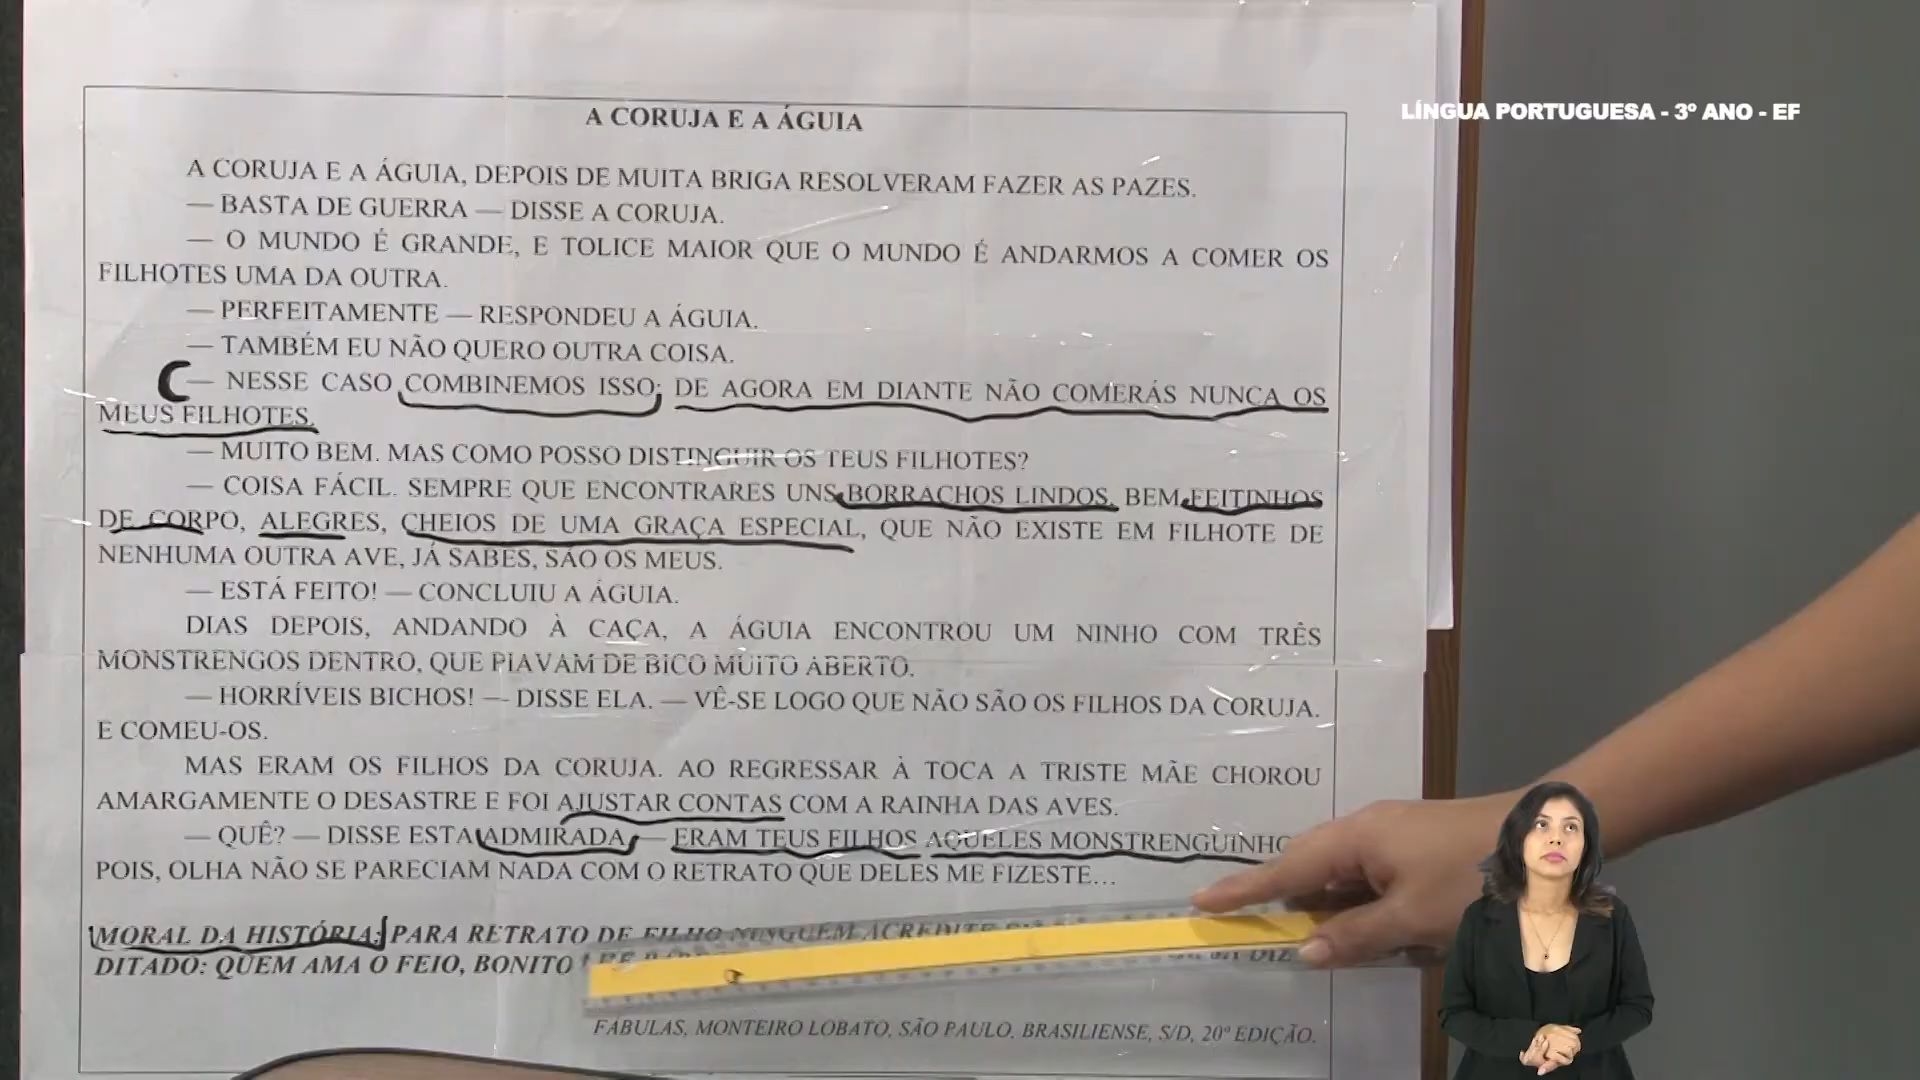 A CORUJA E A ÁGUIA
LÍNGUA PORTUGUESA - 3º ANO - EF
A CORUJA E A ÁGUIA, DEPOIS DE MUITA BRIGA RESOLVERAM FAZER AS PAZES.
— BASTA DE GUERRA — DISSE A CORUJA.
— O MUNDO É GRANDE, E TOLICE MAIOR QUE O MUNDO É ANDARMOS A COMER OS
FILHOTES UMA DA OUTRA.
— PERFEITAMENTE — RESPONDEU A ÁGUIA.
— TAMBÉM EU NÃO QUERO OUTRA COISA.
C — NESSE CASO COMBINEMOS ISSO: DE AGORA EM DIANTE NÃO COMERÁS NUNCA OS
MEUS FILHOTES.
— MUITO BEM. MAS COMO POSSO DISTINGUIR OS TEUS FILHOTES?
— COISA FÁCIL. SEMPRE QUE ENCONTRARES UNS BORRACHOS LINDOS, BEM FEITINHOS
DE CORPO, ALEGRES, CHEIOS DE UMA GRAÇA ESPECIAL, QUE NÃO EXISTE EM FILHOTE DE
NENHUMA OUTRA AVE, JÁ SABES, SÃO OS MEUS.
— ESTÁ FEITO! — CONCLUIU A ÁGUIA.
DIAS DEPOIS, ANDANDO À CAÇA, A ÁGUIA ENCONTROU UM NINHO COM TRÊS
MONSTRENGOS DENTRO, QUE PIAVAM DE BICO MUITO ABERTO.
— HORRÍVEIS BICHOS! — DISSE ELA. — VÊ-SE LOGO QUE NÃO SÃO OS FILHOS DA CORUJA.
E COMEU-OS.
MAS ERAM OS FILHOS DA CORUJA. AO REGRESSAR À TOCA A TRISTE MÃE CHOROU
AMARGAMENTE O DESASTRE E FOI AJUSTAR CONTAS COM A RAINHA DAS AVES.
— QUÊ? — DISSE ESTA ADMIRADA. — ERAM TEUS FILHOS AQUELES MONSTRENGUINHO
POIS, OLHA NÃO SE PARECIAM NADA COM O RETRATO QUE DELES ME FIZESTE...
MORAL DA HISTÓRIA: PARA RETRATO DE FILHO NINGUÉM ACREDITE
DITADO: QUEM AMA O FEIO, BONITO DIZ
FÁBULAS, MONTEIRO LOBATO, SÃO PAULO, BRASILIENSE, S/D, 20ª EDIÇÃO.